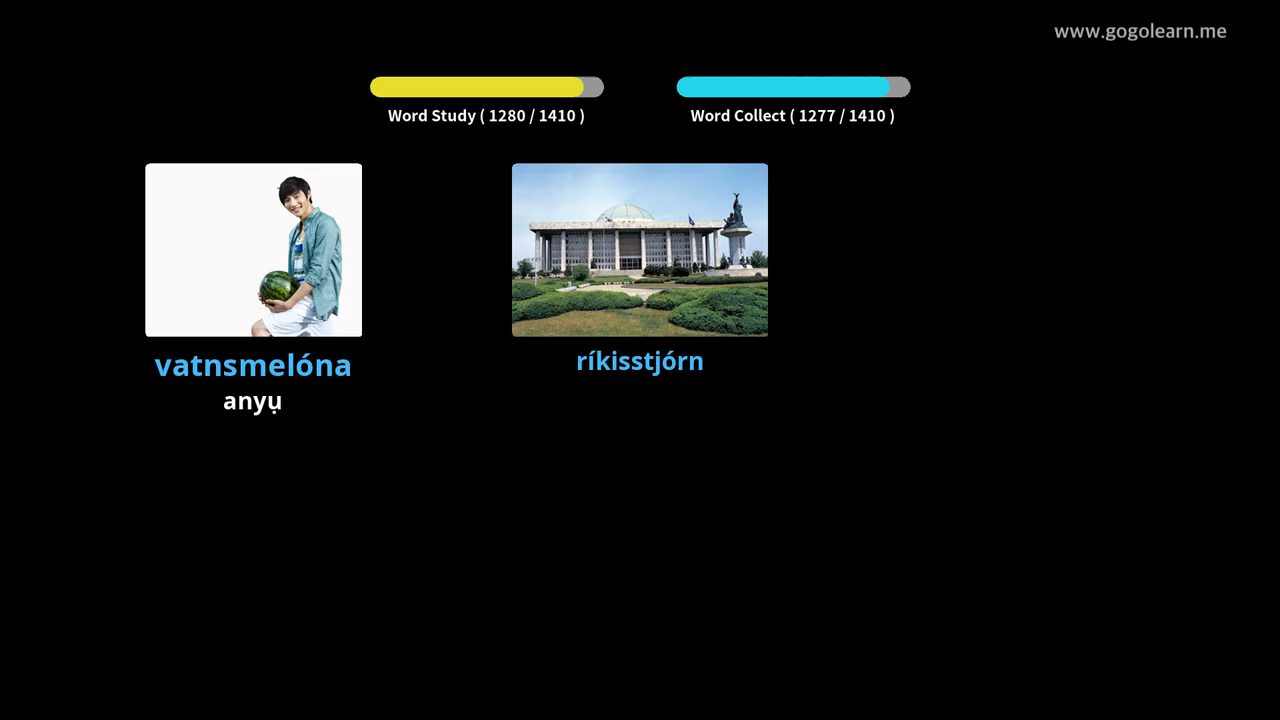 www.gogolearn.me
Word Study ( 1280 / 1410 )
Word Collect ( 1277 / 1410 )
vatnsmelóna
anyụ
ríkisstjórn